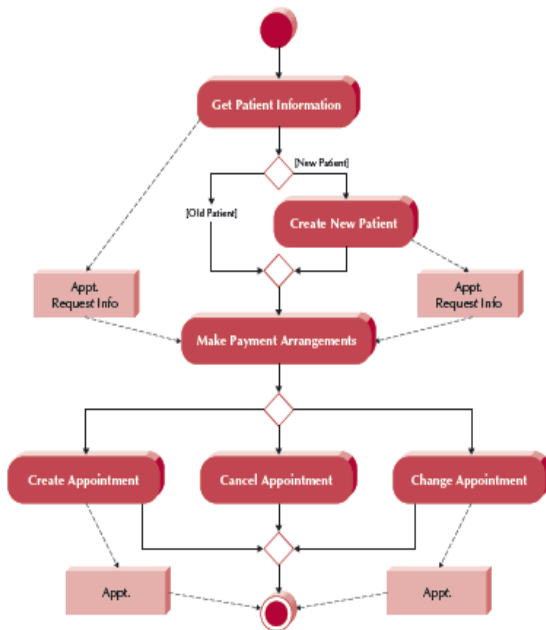 Get Patient Information
[New Patient]
[Old Patient]
Create New Patient
Appt.
Request Info
Appt.
Request Info
Make Payment Arrangements
Create Appointment
Cancel Appointment
Change Appointment
Appt.
Appt.